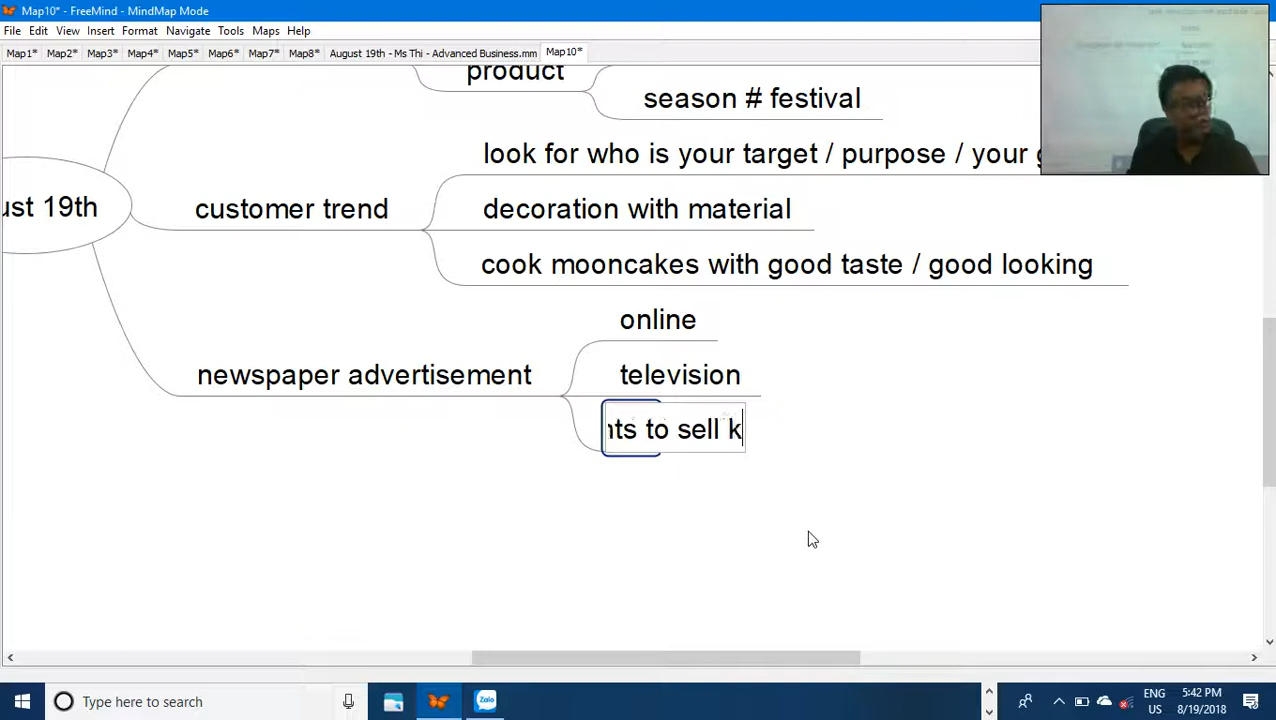 Map10* - FreeMind - MindMap Mode
File Edit View Insert Format Navigate Tools Maps Help
Map1* Map2* Map3* Map4* Map5* Map6* Map7* Map8* August 19th - Ms Thi - Advanced Business.mm Map10*
product
season # festival
look for who is your target / purpose / your
ust 19th
customer trend
decoration with material
cook mooncakes with good taste / good looking
online
newspaper advertisement
television
nts to sell k
Type here to search
Zalo
ENG
US
5:42 PM
8/19/2018